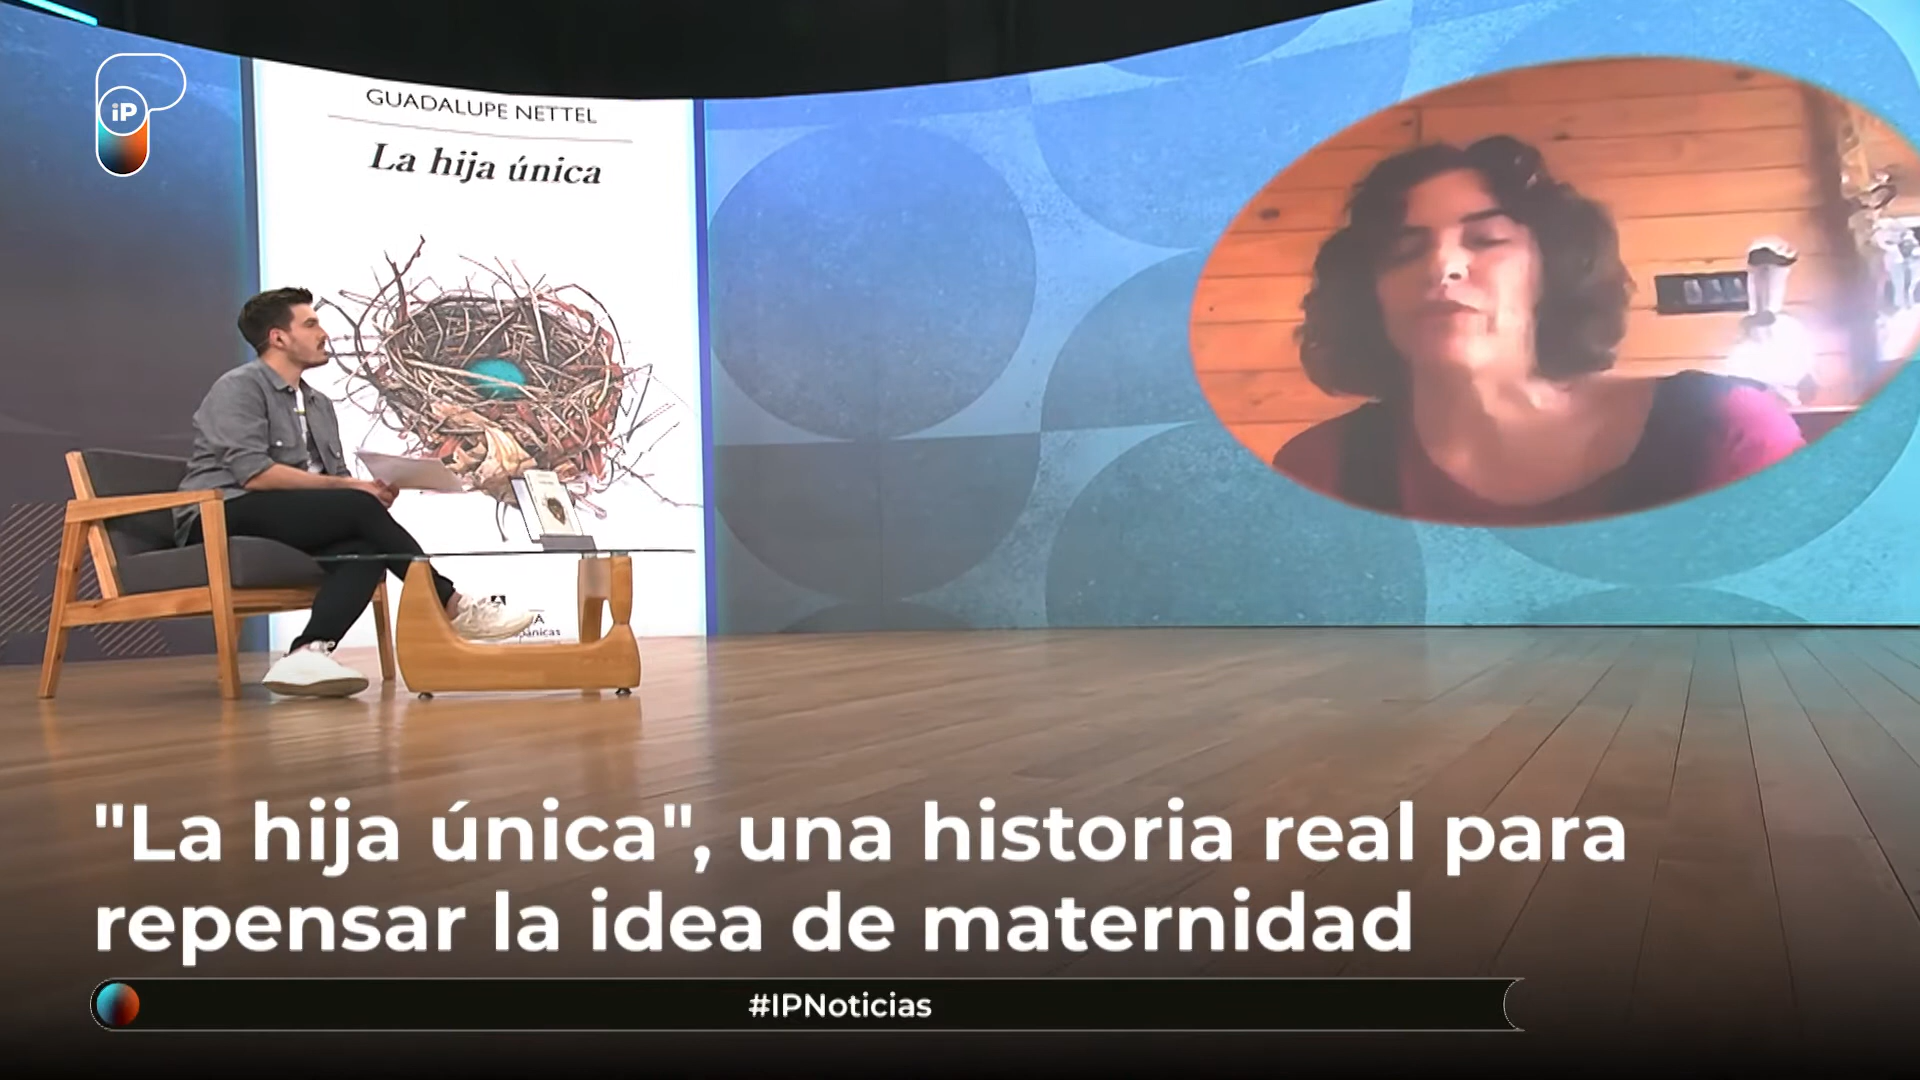 iP
GUADALUPE NETTEL
La hija única
"La hija única", una historia real para
repensar la idea de maternidad
#IPNoticias